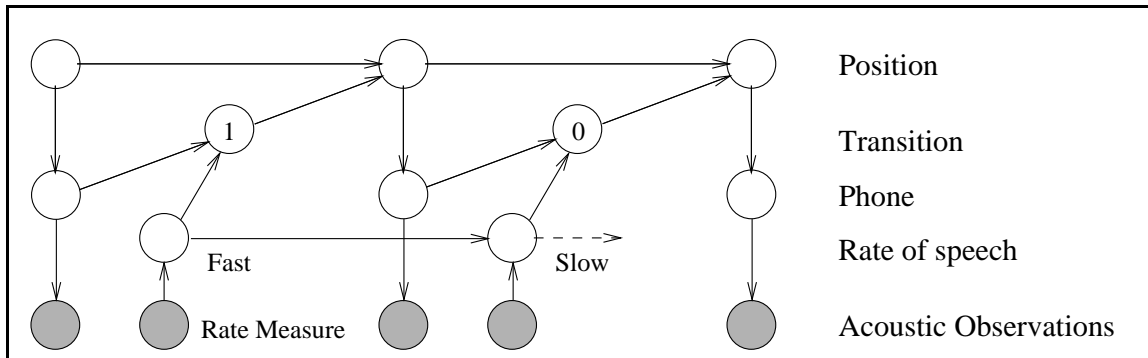 Position
1
0
Transition
Phone
Rate of speech
Fast
Slow
Rate Measure
Acoustic Observations